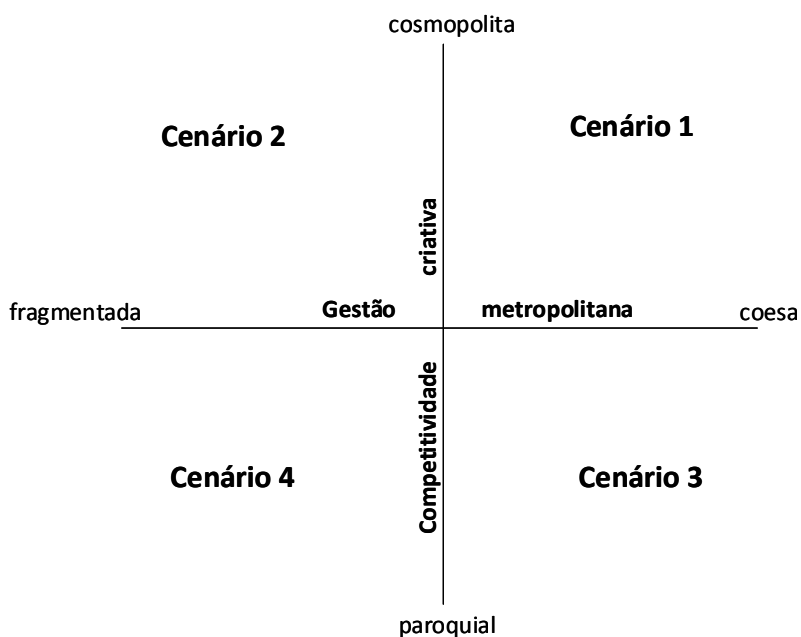 cosmopolita
Cenário 2
Cenário 1
criativa
fragmentada
Gestão
metropolitana
coesa
Competitividade
Cenário 4
Cenário 3
paroquial